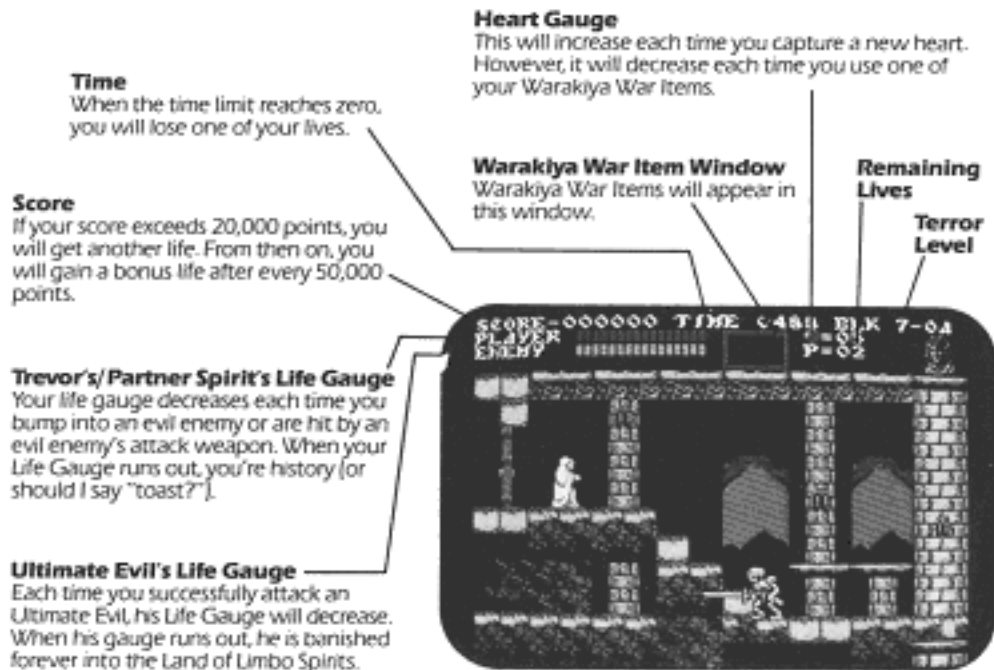 Heart Gauge
This will increase each time you capture a new heart.
However, it will decrease each time you use one of
your Warakiya War Items.
Time
When the time limit reaches zero,
you will lose one of your lives.
Warakiya War Item Window
Warakiya War Items will appear in
this window.
Remaining
Lives
Terror
Level
Score
If your score exceeds 20,000 points, you
will get another life. From then on, you
will gain a bonus life after every 50,000
points.
Trevor's/Partner Spirit's Life Gauge
Your life gauge decreases each time you
bump into an evil enemy or are hit by an
evil enemy's attack weapon. When your
Life Gauge runs out, you're history (or
should I say "toast?").
Ultimate Evil's Life Gauge
Each time you successfully attack an
Ultimate Evil, his Life Gauge will decrease.
When his gauge runs out, he is banished
forever into the Land of Limbo Spirits.
SCORE-000000 TIME 0488 BLK 7-0A
PLAYER
ENEMY P=02